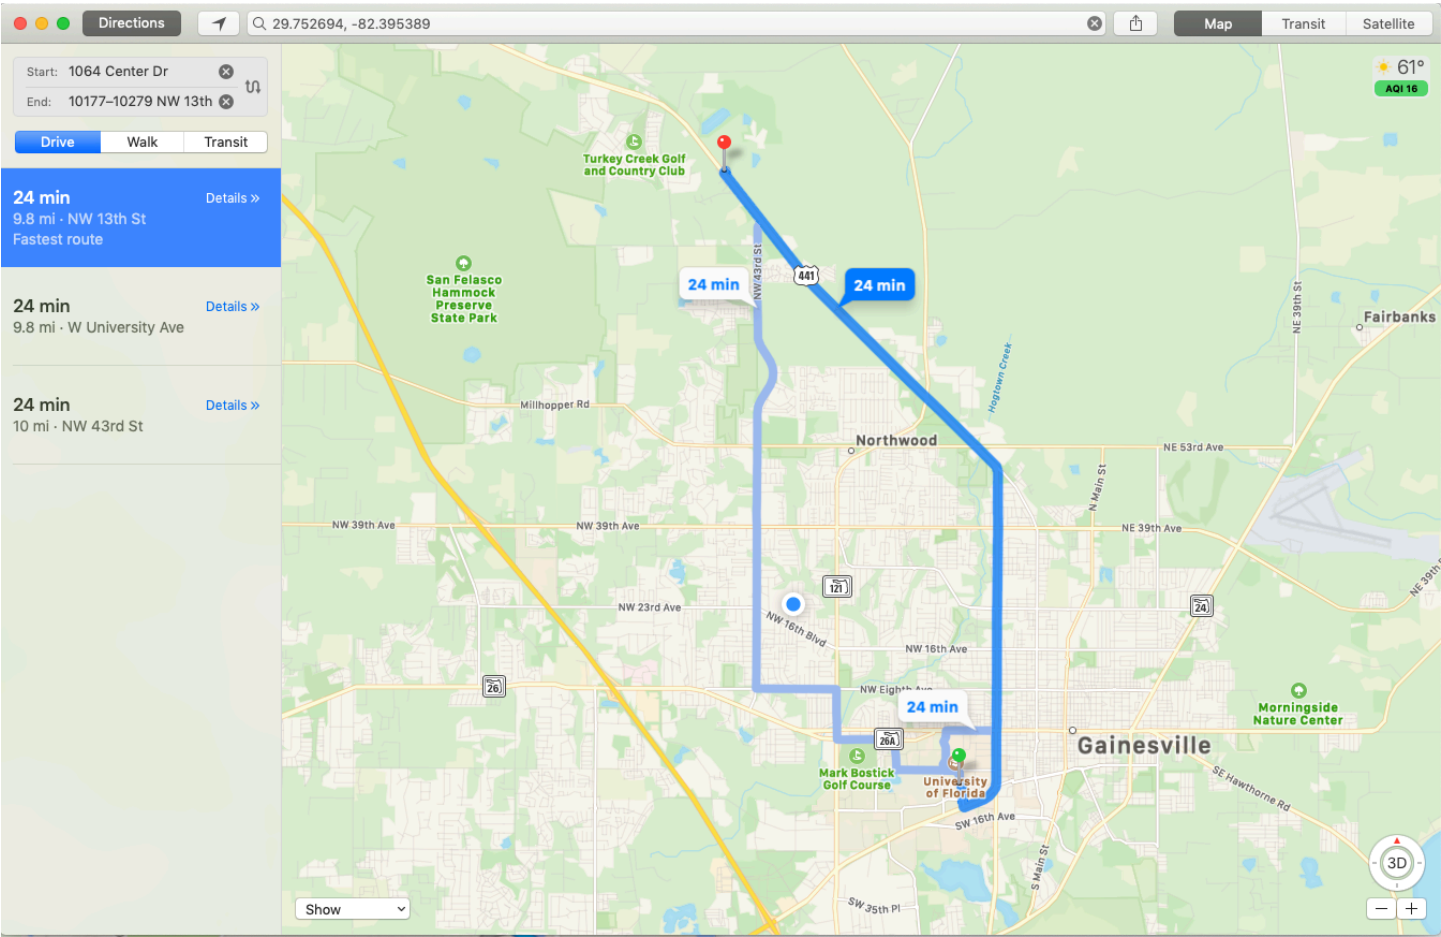 Directions
29.752694, -82.395389
Map
Transit
Satellite
Start: 1064 Center Dr
End: 10177–10279 NW 13th
Drive
Walk
Transit
24 min
Details »
9.8 mi · NW 13th St
Fastest route
24 min
Details »
9.8 mi · W University Ave
24 min
Details »
10 mi · NW 43rd St
61°
AQI 16
Turkey Creek Golf
and Country Club
NW 43rd St
441
24 min
24 min
San Felasco
Hammock
Preserve
State Park
NE 39th St
Fairbanks
Hogtown Creek
Millhopper Rd
Northwood
NE 53rd Ave
N Main St
NW 39th Ave
NW 39th Ave
NE 39th Ave
NE 39th
121
24
NW 23rd Ave
NW 16th Blvd
NW 16th Ave
26
NW Eighth Ave
24 min
Morningside
Nature Center
26A
Gainesville
Mark Bostick
Golf Course
University
of Florida
SE Hawthorne Rd
SW 16th Ave
S Main St
SW 35th Pl
3D
Show
− +